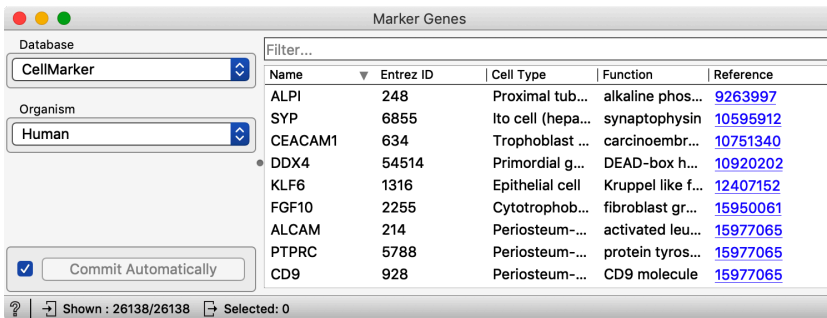 Marker Genes
Database
CellMarker
Organism
Human
Commit Automatically
Filter...
Name Entrez ID Cell Type Function Reference
ALPI 248 Proximal tub... alkaline phos... 9263997
SYP 6855 Ito cell (hepa... synaptophysin 10595912
CEACAM1 634 Trophoblast ... carcinoembr... 10751340
DDX4 54514 Primordial g... DEAD-box h... 10920202
KLF6 1316 Epithelial cell Kruppel like f... 12407152
FGF10 2255 Cytotrophob... fibroblast gr... 15950061
ALCAM 214 Periosteum-... activated leu... 15977065
PTPRC 5788 Periosteum-... protein tyros... 15977065
CD9 928 Periosteum-... CD9 molecule 15977065
? Shown : 26138/26138 Selected: 0